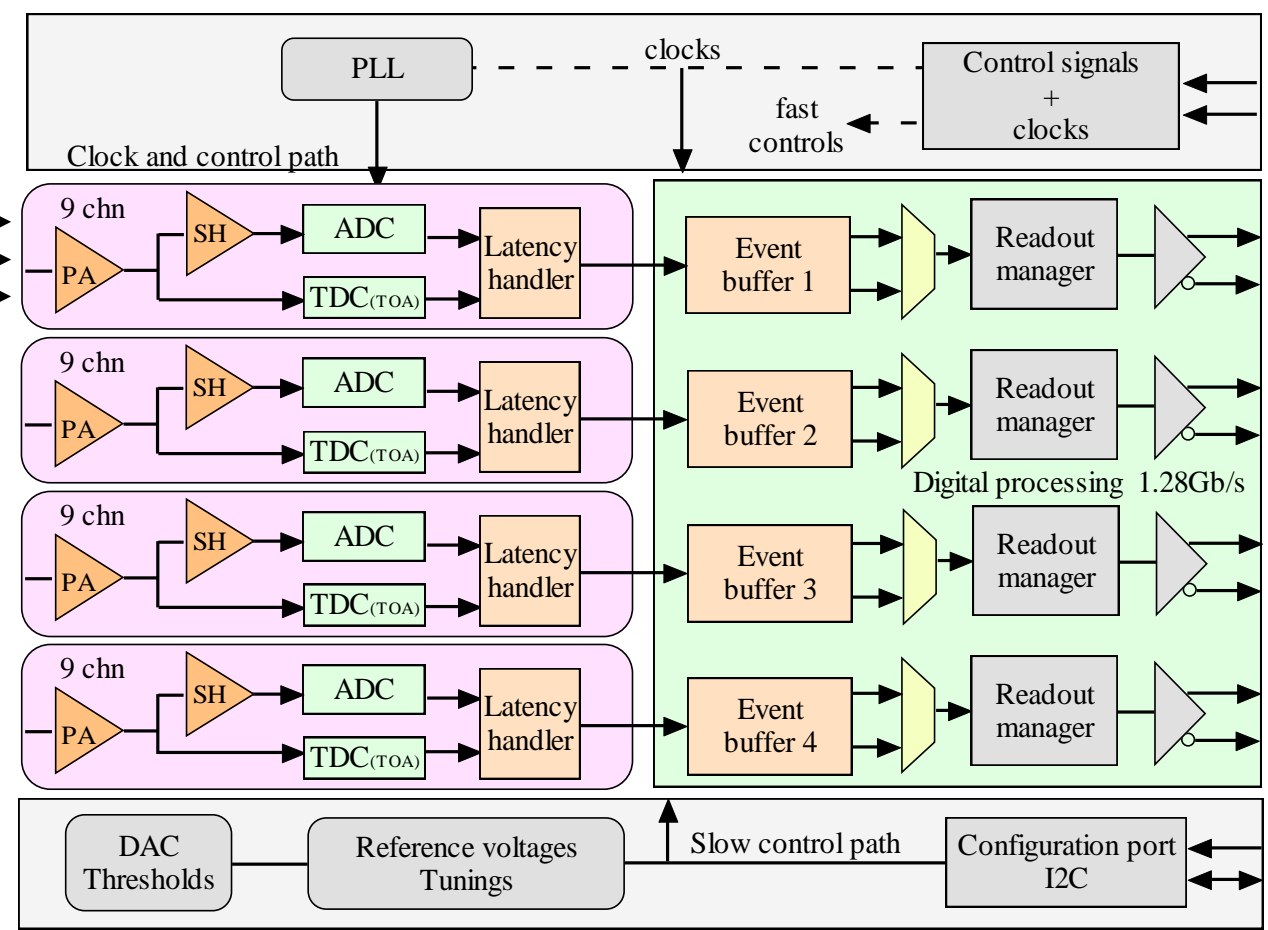 PLL
clocks
Control signals
+
clocks
fast
controls
Clock and control path
9 chn
PA
SH
ADC
TDC(TOA)
Latency
handler
Event
buffer 1
Readout
manager
9 chn
PA
SH
ADC
TDC(TOA)
Latency
handler
Event
buffer 2
Readout
manager
Digital processing 1.28Gb/s
9 chn
PA
SH
ADC
TDC(TOA)
Latency
handler
Event
buffer 3
Readout
manager
9 chn
PA
SH
ADC
TDC(TOA)
Latency
handler
Event
buffer 4
Readout
manager
DAC
Thresholds
Reference voltages
Tunings
Slow control path
Configuration port
I2C